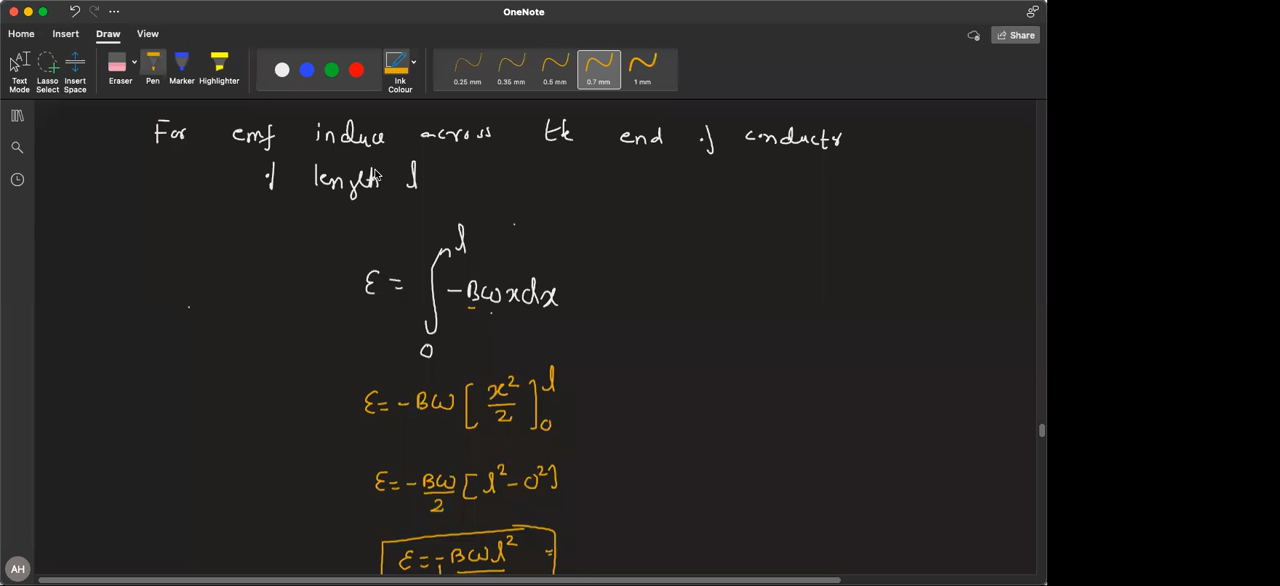 OneNote
Home Insert Draw View
Share
Text Mode
Lasso Select
Insert Space
Eraser
Pen
Marker
Highlighter
Ink Colour
0.25 mm
0.35 mm
0.5 mm
0.7 mm
1 mm
For emf induce across the end of conductor
of length l
ε = ∫₀ˡ -Bωxdx
ε = -Bω [x²/2]₀ˡ
ε = -Bω/2 [l² - 0²]
ε = -Bωl²
AH